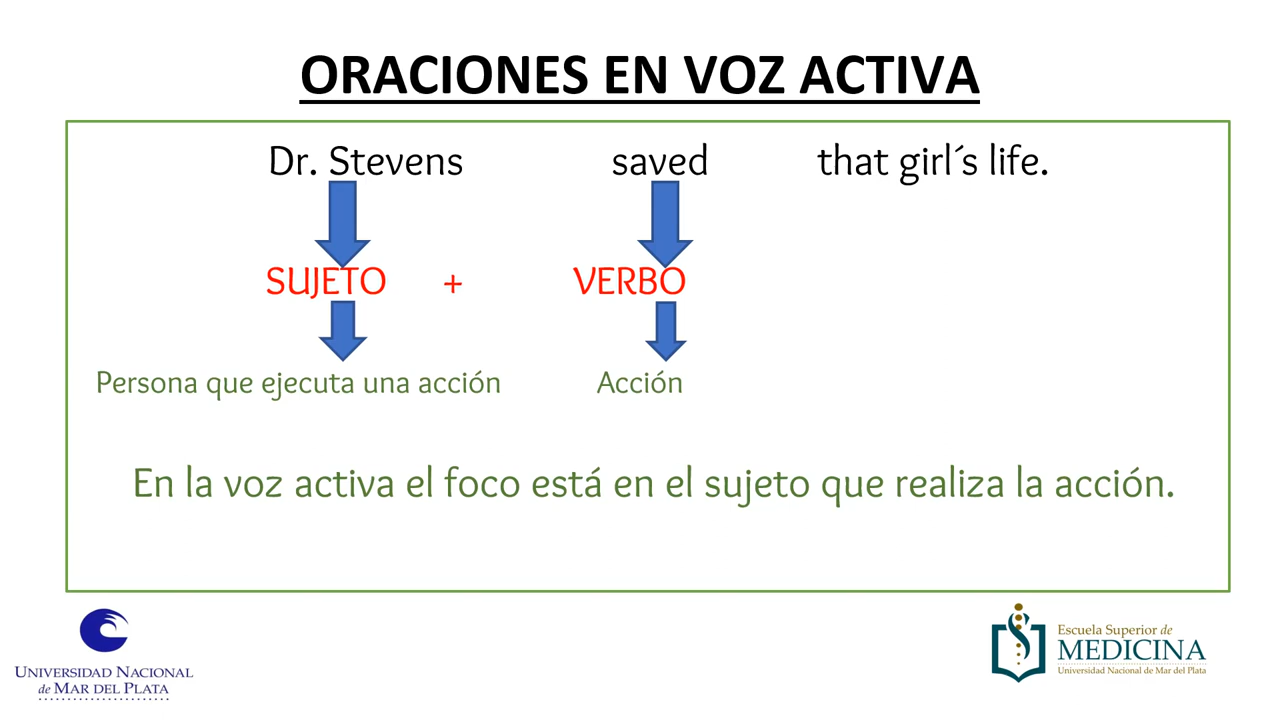 ORACIONES EN VOZ ACTIVA
Dr. Stevens saved that girl´s life.
SUJETO + VERBO
Persona que ejecuta una acción Acción
En la voz activa el foco está en el sujeto que realiza la acción.
UNIVERSIDAD NACIONAL
de MAR DEL PLATA
Escuela Superior de
MEDICINA
Universidad Nacional de Mar del Plata